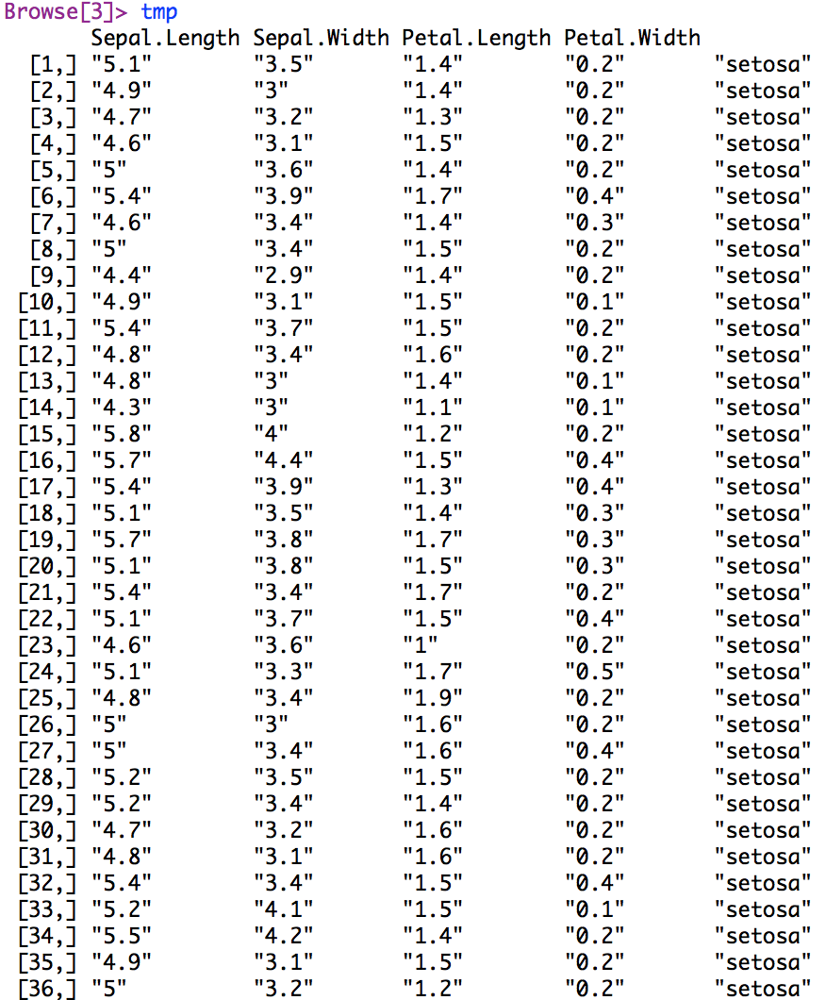 Browse[3]> tmp
      Sepal.Length Sepal.Width Petal.Length Petal.Width
 [1,] "5.1"        "3.5"       "1.4"        "0.2"       "setosa"
 [2,] "4.9"        "3"         "1.4"        "0.2"       "setosa"
 [3,] "4.7"        "3.2"       "1.3"        "0.2"       "setosa"
 [4,] "4.6"        "3.1"       "1.5"        "0.2"       "setosa"
 [5,] "5"          "3.6"       "1.4"        "0.2"       "setosa"
 [6,] "5.4"        "3.9"       "1.7"        "0.4"       "setosa"
 [7,] "4.6"        "3.4"       "1.4"        "0.3"       "setosa"
 [8,] "5"          "3.4"       "1.5"        "0.2"       "setosa"
 [9,] "4.4"        "2.9"       "1.4"        "0.2"       "setosa"
[10,] "4.9"        "3.1"       "1.5"        "0.1"       "setosa"
[11,] "5.4"        "3.7"       "1.5"        "0.2"       "setosa"
[12,] "4.8"        "3.4"       "1.6"        "0.2"       "setosa"
[13,] "4.8"        "3"         "1.4"        "0.1"       "setosa"
[14,] "4.3"        "3"         "1.1"        "0.1"       "setosa"
[15,] "5.8"        "4"         "1.2"        "0.2"       "setosa"
[16,] "5.7"        "4.4"       "1.5"        "0.4"       "setosa"
[17,] "5.4"        "3.9"       "1.3"        "0.4"       "setosa"
[18,] "5.1"        "3.5"       "1.4"        "0.3"       "setosa"
[19,] "5.7"        "3.8"       "1.7"        "0.3"       "setosa"
[20,] "5.1"        "3.8"       "1.5"        "0.3"       "setosa"
[21,] "5.4"        "3.4"       "1.7"        "0.2"       "setosa"
[22,] "5.1"        "3.7"       "1.5"        "0.4"       "setosa"
[23,] "4.6"        "3.6"       "1"          "0.2"       "setosa"
[24,] "5.1"        "3.3"       "1.7"        "0.5"       "setosa"
[25,] "4.8"        "3.4"       "1.9"        "0.2"       "setosa"
[26,] "5"          "3"         "1.6"        "0.2"       "setosa"
[27,] "5"          "3.4"       "1.6"        "0.4"       "setosa"
[28,] "5.2"        "3.5"       "1.5"        "0.2"       "setosa"
[29,] "5.2"        "3.4"       "1.4"        "0.2"       "setosa"
[30,] "4.7"        "3.2"       "1.6"        "0.2"       "setosa"
[31,] "4.8"        "3.1"       "1.6"        "0.2"       "setosa"
[32,] "5.4"        "3.4"       "1.5"        "0.4"       "setosa"
[33,] "5.2"        "4.1"       "1.5"        "0.1"       "setosa"
[34,] "5.5"        "4.2"       "1.4"        "0.2"       "setosa"
[35,] "4.9"        "3.1"       "1.5"        "0.2"       "setosa"
[36,] "5"          "3.2"       "1.2"        "0.2"       "setosa"